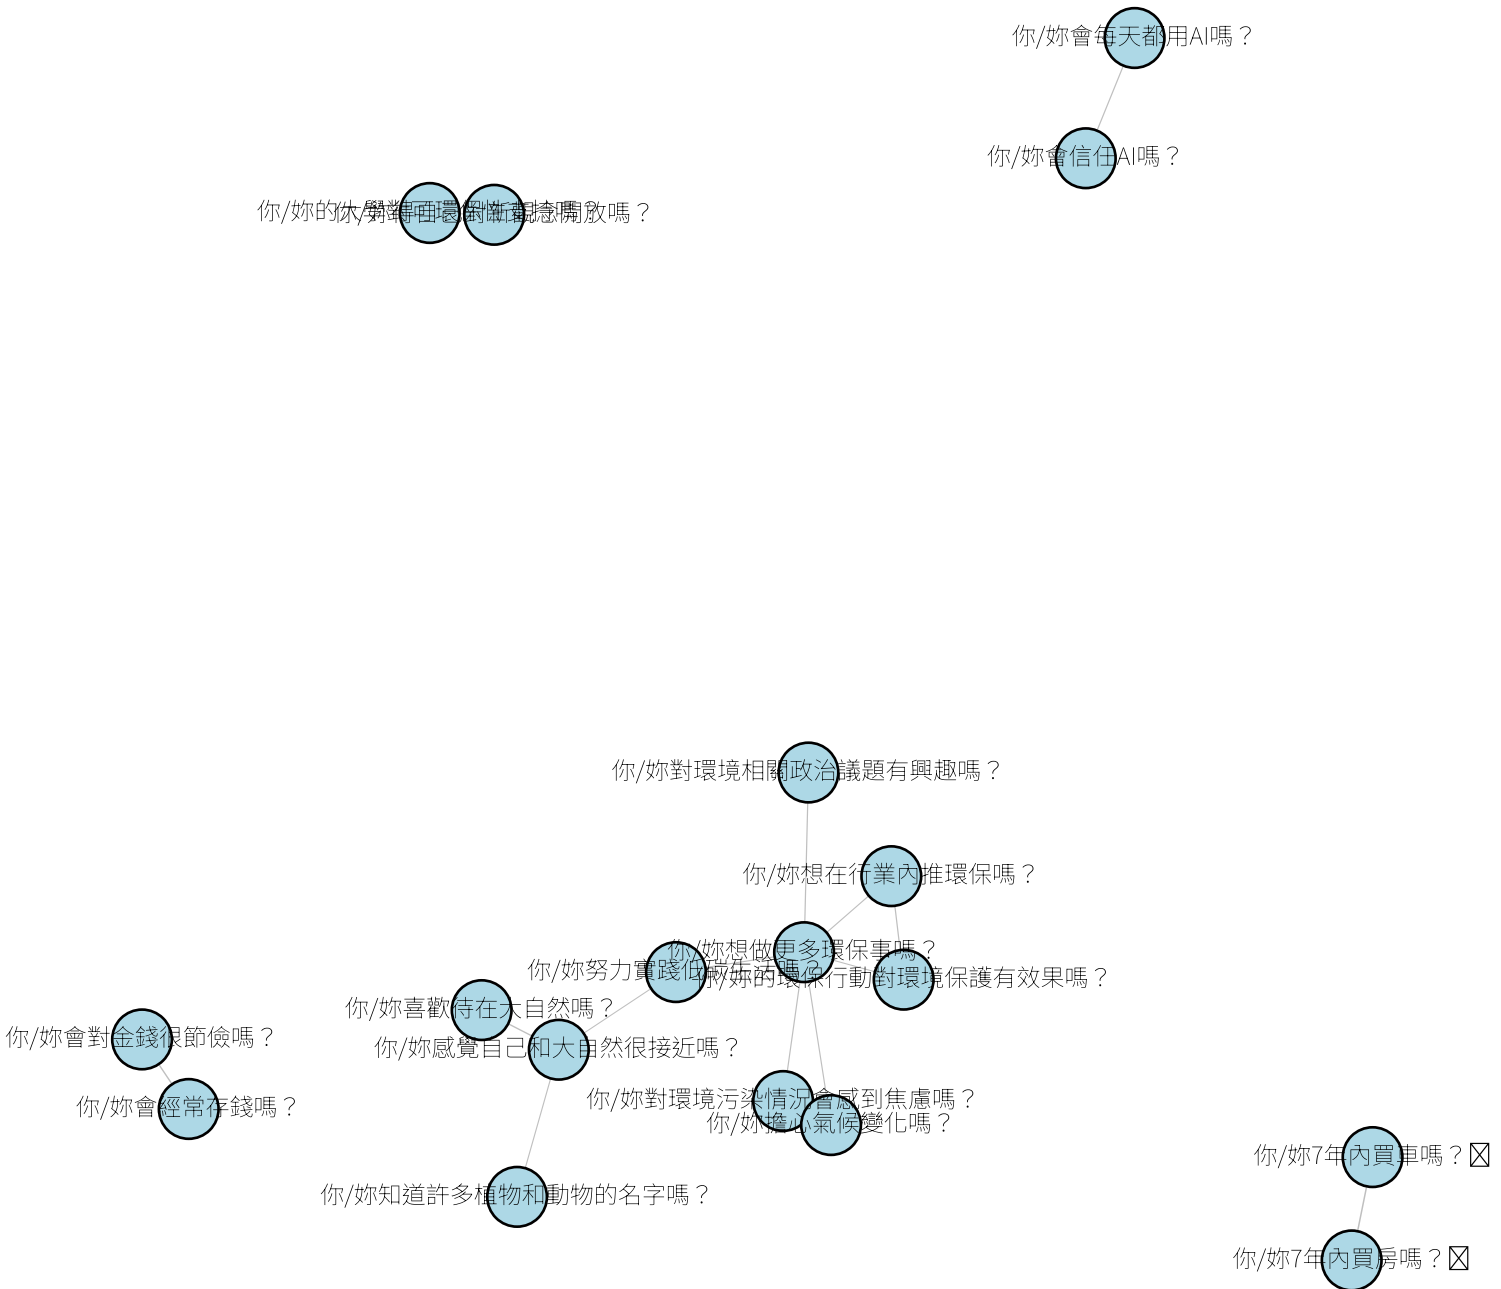 你/妳會每天都用AI嗎？
你/妳會信任AI嗎？
你/妳的大學對
開放嗎？
你/妳對環境相關政治議題有興趣嗎？
你/妳想在行業內推環保嗎？
你/妳想做更多環保事嗎？
你/妳努力實踐低碳生活嗎？
你/妳的環保行動對環境保護有效果嗎？
你/妳喜歡待在大自然嗎？
你/妳會對金錢很節儉嗎？
你/妳感覺自己和大自然很接近嗎？
你/妳對環境污染情況會感到焦慮嗎？
你/妳會經常存錢嗎？
你/妳擔心氣候變化嗎？
你/妳7年內買車嗎？
你/妳知道許多植物和動物的名字嗎？
你/妳7年內買房嗎？